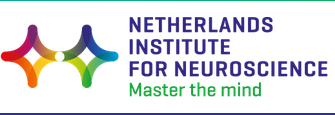 NETHERLANDS
INSTITUTE
FOR NEUROSCIENCE
Master the mind